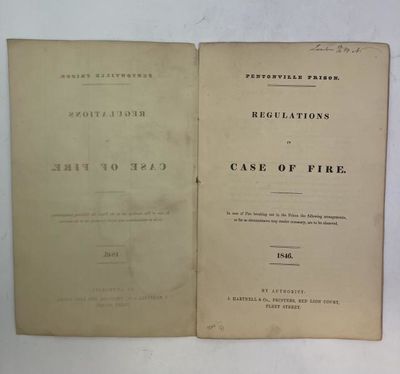 PENTONVILLE PRISON.
REGULATIONS
IN
CASE OF FIRE.
In case of Fire breaking out in the Prison the following arrangements,
so far as circumstances may render necessary, are to be observed.
1846.
BY AUTHORITY:
J. HARTNELL & Co., PRINTERS, RED LION COURT,
FLEET STREET.